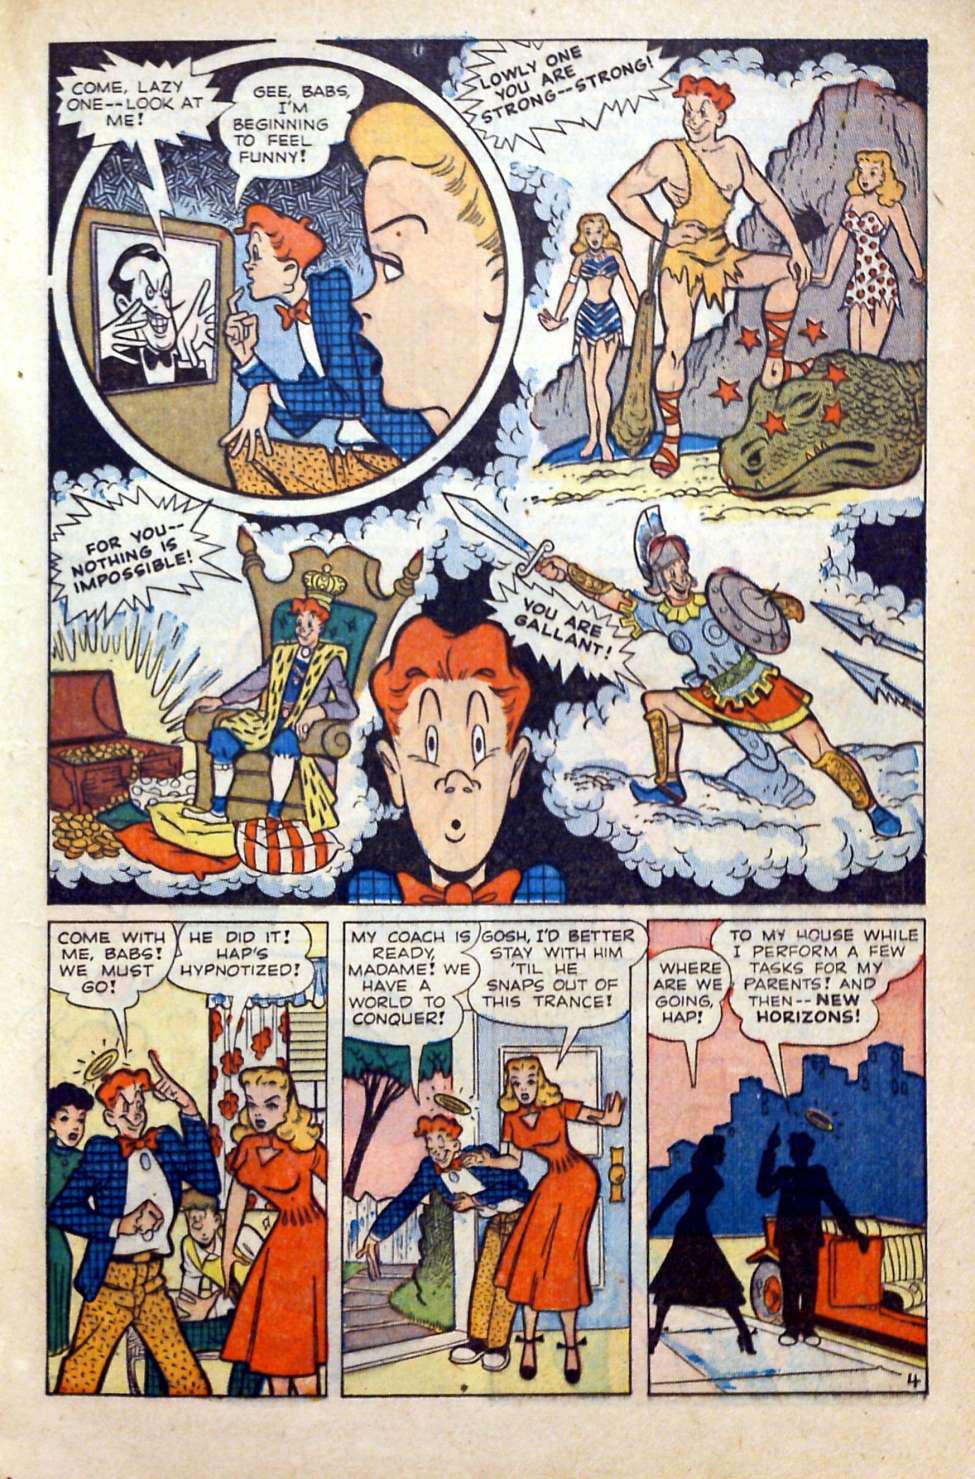 COME, LAZY
ONE--LOOK AT
ME!
GEE, BABS,
I'M
BEGINNING
TO FEEL
FUNNY!
LOWLY ONE
YOU ARE
STRONG--STRONG!
FOR YOU--
NOTHING IS
IMPOSSIBLE!
YOU ARE
GALLANT!
COME WITH
ME, BABS!
WE MUST
GO!
HE DID IT!
HAP'S
HYPNOTIZED!
MY COACH IS
READY,
MADAME! WE
HAVE A
WORLD TO
CONQUER!
GOSH, I'D BETTER
STAY WITH HIM
'TIL HE
SNAPS OUT OF
THIS TRANCE!
WHERE
ARE WE
GOING,
HAP!
TO MY HOUSE WHILE
I PERFORM A FEW
TASKS FOR MY
PARENTS! AND
THEN--NEW
HORIZONS!
4